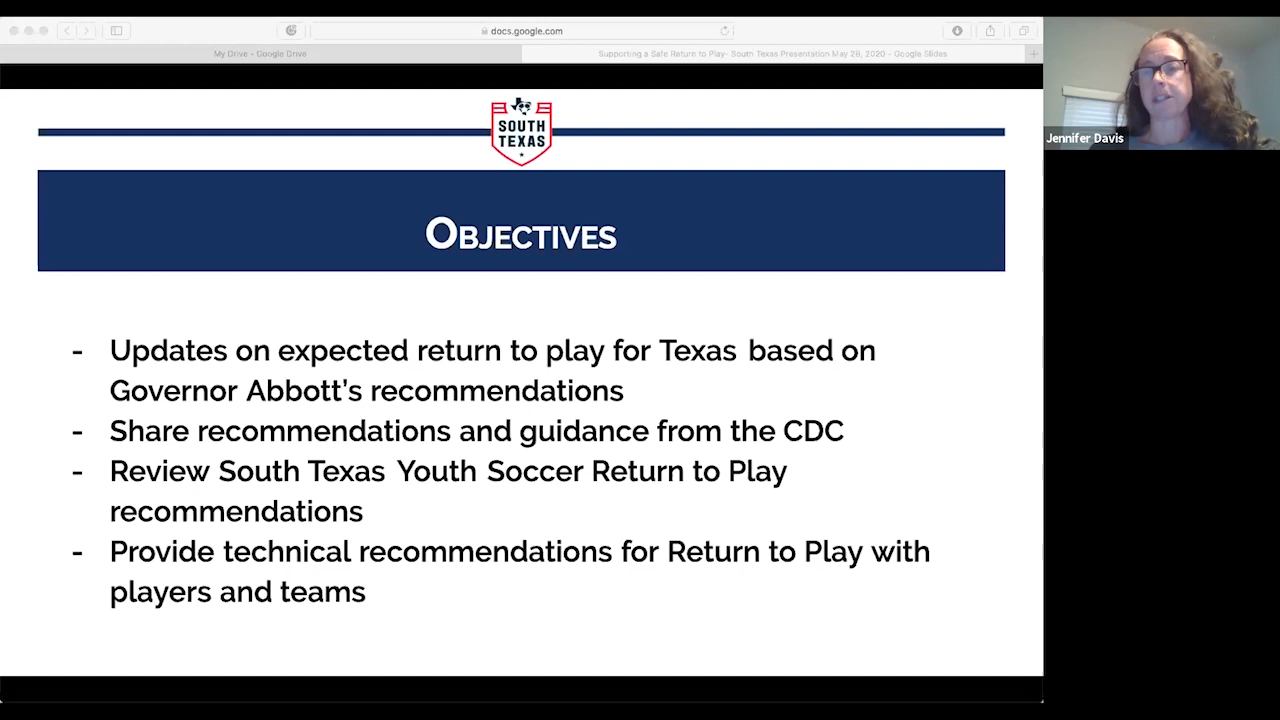 docs.google.com
My Drive - Google Drive
Supporting a Safe Return to Play- South Texas Presentation May 28, 2020 - Google Slides
SOUTH
TEXAS
Jennifer Davis
OBJECTIVES
- Updates on expected return to play for Texas based on
Governor Abbott’s recommendations
- Share recommendations and guidance from the CDC
- Review South Texas Youth Soccer Return to Play
recommendations
- Provide technical recommendations for Return to Play with
players and teams